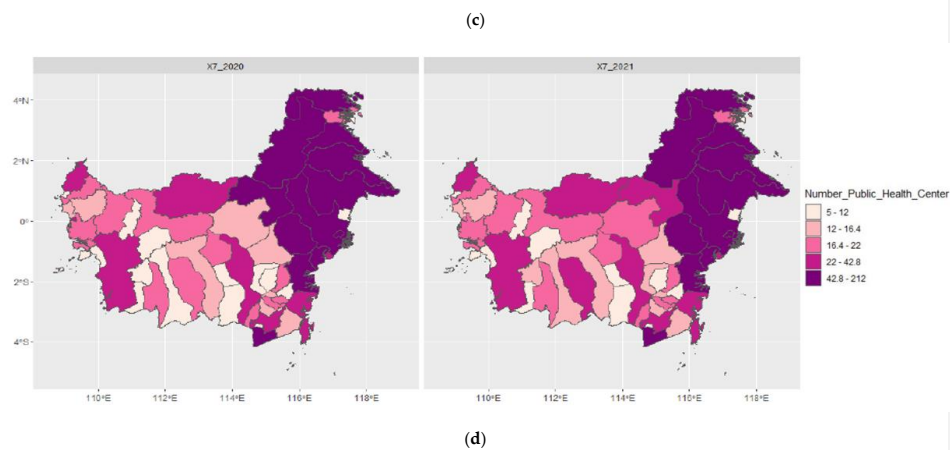 (c)
X7_2020
X7_2021
4°N
2°N
0°
2°S
4°S
110°E 112°E 114°E 116°E 118°E
110°E 112°E 114°E 116°E 118°E
Number_Public_Health_Center
5 - 12
12 - 16.4
16.4 - 22
22 - 42.8
42.8 - 212
(d)